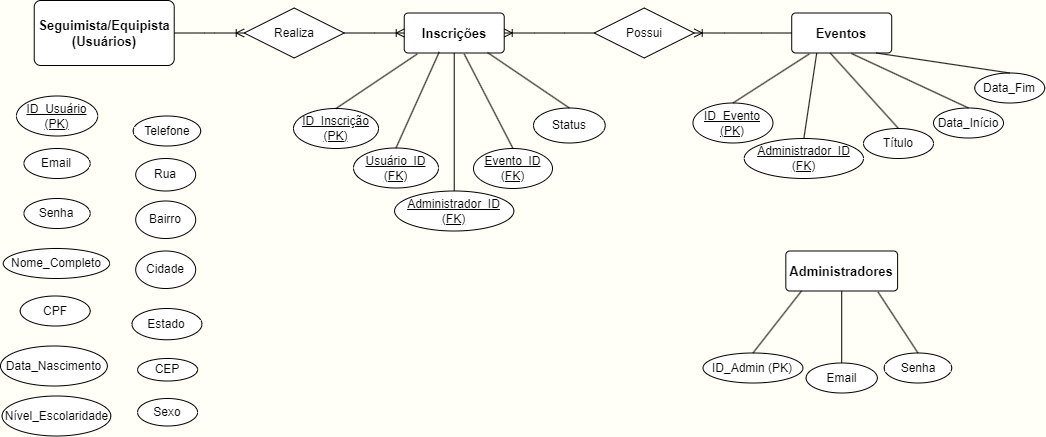 Seguimista/Equipista
(Usuários)
Realiza
Inscrições
Possui
Eventos
ID_Usuário
(PK)
Email
Senha
Nome_Completo
CPF
Data_Nascimento
Nível_Escolaridade
Telefone
Rua
Bairro
Cidade
Estado
CEP
Sexo
ID_Inscrição
(PK)
Usuário_ID
(FK)
Administrador_ID
(FK)
Evento_ID
(FK)
Status
ID_Evento
(PK)
Administrador_ID
(FK)
Título
Data_Início
Data_Fim
Administradores
ID_Admin (PK)
Email
Senha